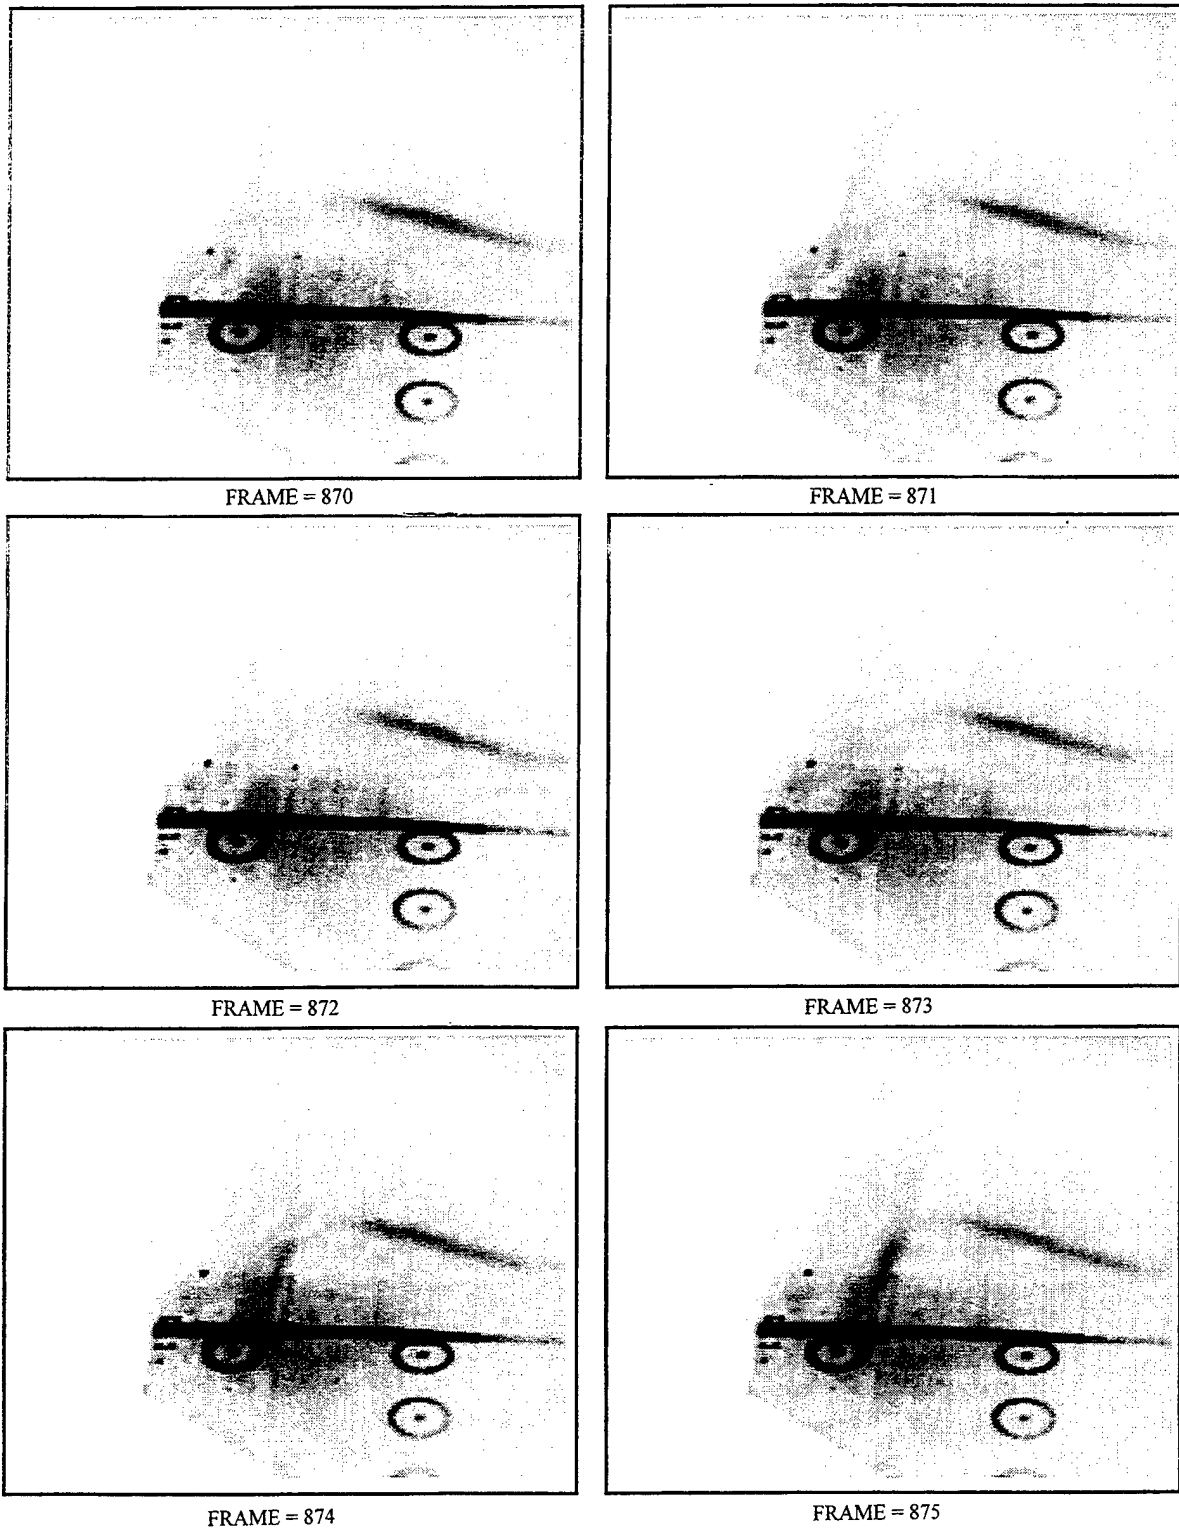 FRAME = 870
FRAME = 871
FRAME = 872
FRAME = 873
FRAME = 874
FRAME = 875